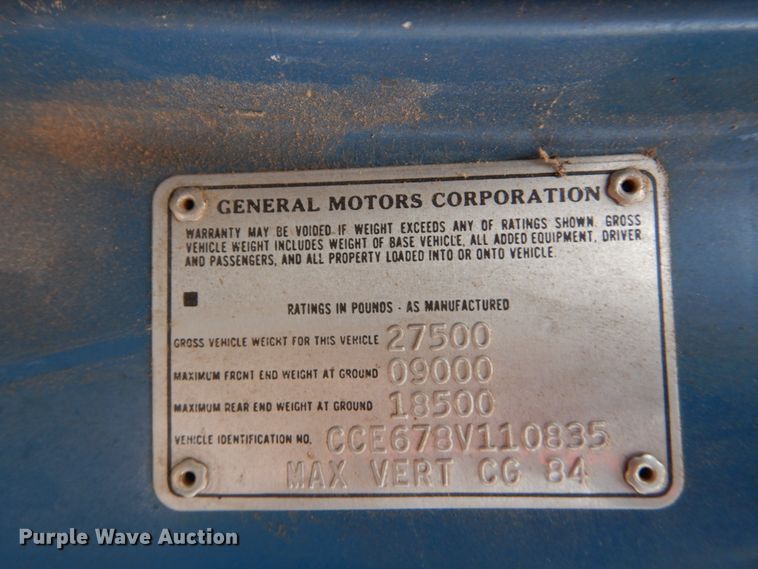 GENERAL MOTORS CORPORATION
WARRANTY MAY BE VOIDED IF WEIGHT EXCEEDS ANY OF RATINGS SHOWN. GROSS
VEHICLE WEIGHT INCLUDES WEIGHT OF BASE VEHICLE, ALL ADDED EQUIPMENT, DRIVER
AND PASSENGERS, AND ALL PROPERTY LOADED INTO OR ONTO VEHICLE.
RATINGS IN POUNDS - AS MANUFACTURED
GROSS VEHICLE WEIGHT FOR THIS VEHICLE 27500
MAXIMUM FRONT END WEIGHT AT GROUND 09000
MAXIMUM REAR END WEIGHT AT GROUND 18500
VEHICLE IDENTIFICATION NO. CCE678V110835
MAX VERT CG 84
Purple Wave Auction